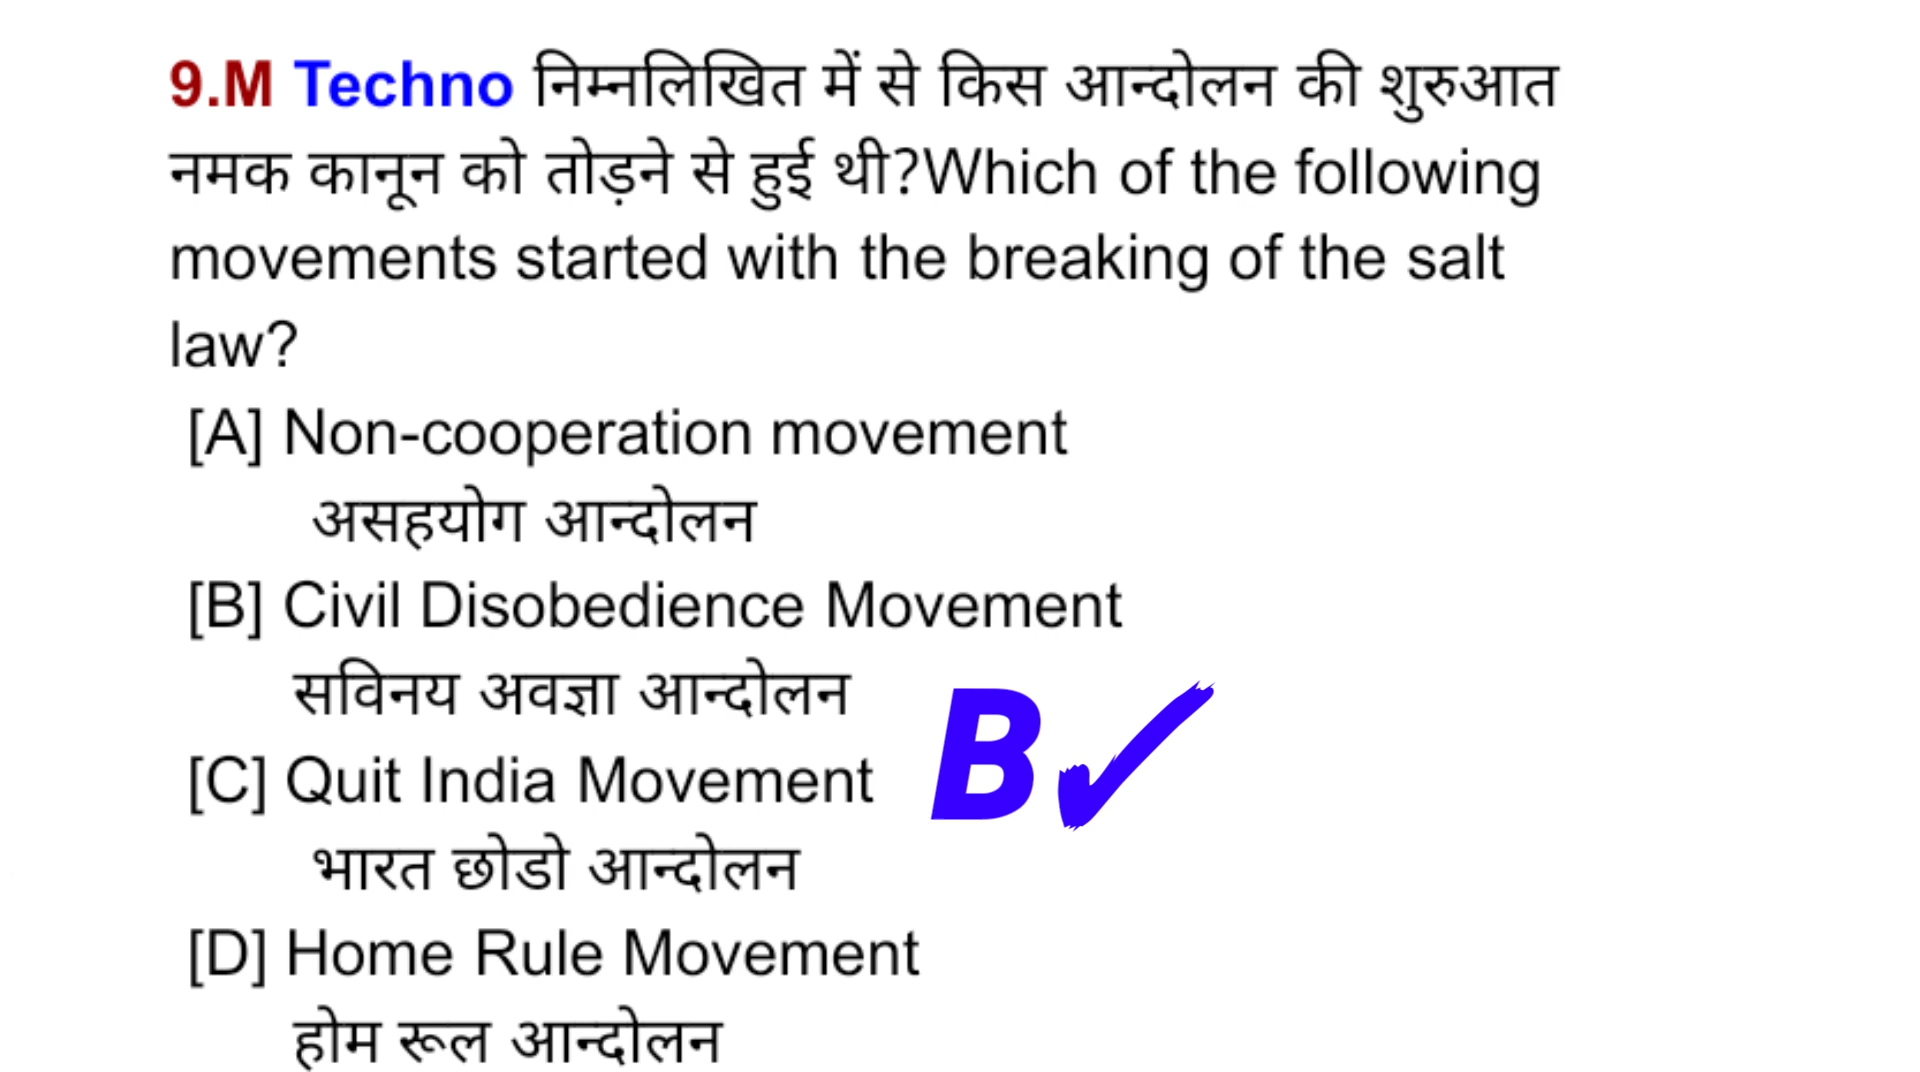 9.M Techno निम्नलिखित में से किस आन्दोलन की शुरुआत
नमक कानून को तोड़ने से हुई थी?Which of the following
movements started with the breaking of the salt
law?
[A] Non-cooperation movement
असहयोग आन्दोलन
[B] Civil Disobedience Movement
सविनय अवज्ञा आन्दोलन
[C] Quit India Movement
B✓
भारत छोडो आन्दोलन
[D] Home Rule Movement
होम रूल आन्दोलन